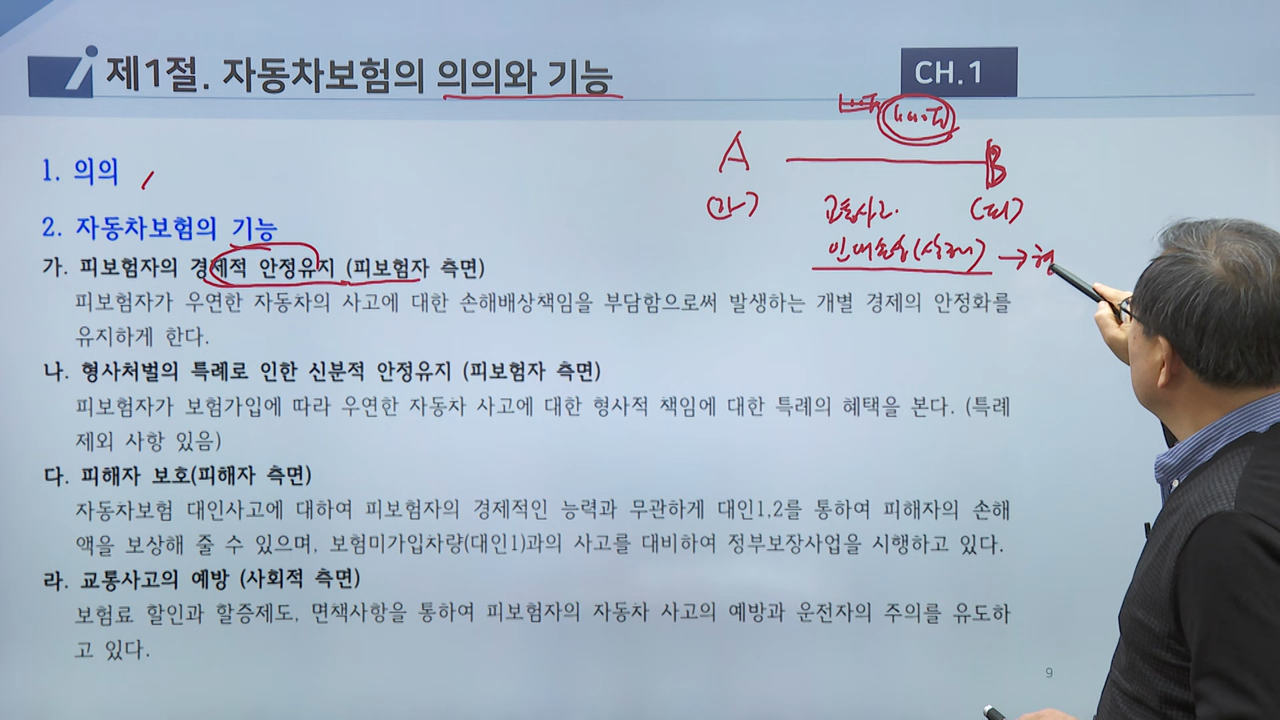 제1절. 자동차보험의 의의와 기능
CH.1
A
B
(가)
교통사고.
(피)
인대손상(상해)
→ 형
1. 의의
2. 자동차보험의 기능
가. 피보험자의 경제적 안정유지 (피보험자 측면)
피보험자가 우연한 자동차의 사고에 대한 손해배상책임을 부담함으로써 발생하는 개별 경제의 안정화를
유지하게 한다.
나. 형사처벌의 특례로 인한 신분적 안정유지 (피보험자 측면)
피보험자가 보험가입에 따라 우연한 자동차 사고에 대한 형사적 책임에 대한 특례의 혜택을 본다. (특례
제외 사항 있음)
다. 피해자 보호(피해자 측면)
자동차보험 대인사고에 대하여 피보험자의 경제적인 능력과 무관하게 대인1,2를 통하여 피해자의 손해
액을 보상해 줄 수 있으며, 보험미가입차량(대인1)과의 사고를 대비하여 정부보장사업을 시행하고 있다.
라. 교통사고의 예방 (사회적 측면)
보험료 할인과 할증제도, 면책사항을 통하여 피보험자의 자동차 사고의 예방과 운전자의 주의를 유도하
고 있다.
9